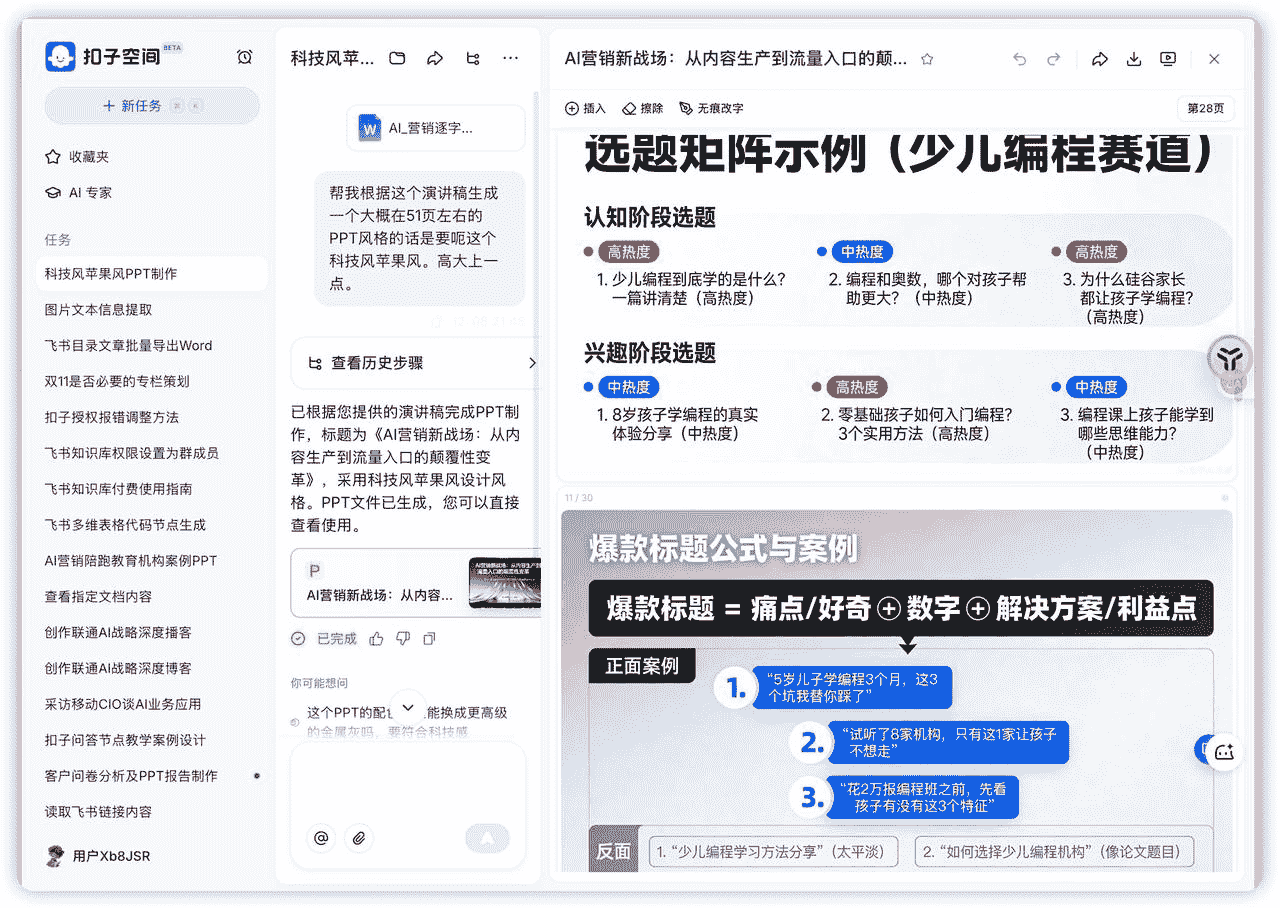 扣子空间 BETA
+ 新任务 ⌘ K
收藏夹
AI 专家
任务
科技风苹果风PPT制作
图片文本信息提取
飞书目录文章批量导出Word
双11是否必要的专栏策划
扣子授权报错调整方法
飞书知识库权限设置为群成员
飞书知识库付费使用指南
飞书多维表格代码节点生成
AI营销陪跑教育机构案例PPT
查看指定文档内容
创作联通AI战略深度播客
创作联通AI战略深度博客
采访移动CIO谈AI业务应用
扣子问答节点教学案例设计
客户问卷分析及PPT报告制作
读取飞书链接内容
用户Xb8JSR
科技风苹...
W AI_营销逐字...
帮我根据这个演讲稿生成
一个大概在51页左右的
PPT风格的话是要呃这个
科技风苹果风。高大上一
点。
查看历史步骤
已根据您提供的演讲稿完成PPT制
作，标题为《AI营销新战场：从内
容生产到流量入口的颠覆性变
革》，采用科技风苹果风设计风
格。PPT文件已生成，您可以直接
查看使用。
P
AI营销新战场：从内容...
AI营销新战场：从内容生产到
流量入口的颠覆性变革
已完成
你可能想问
这个PPT的配
能换成更高级
的金属灰吗，要符合科技感
@
AI营销新战场：从内容生产到流量入口的颠...
插入 擦除 无痕改字
第28页
选题矩阵示例（少儿编程赛道）
认知阶段选题
高热度
1. 少儿编程到底学的是什么？
一篇讲清楚（高热度）
中热度
2. 编程和奥数，哪个对孩子帮
助更大？（中热度）
高热度
3. 为什么硅谷家长
都让孩子学编程？
（高热度）
兴趣阶段选题
中热度
1. 8岁孩子学编程的真实
体验分享（中热度）
高热度
2. 零基础孩子如何入门编程？
3个实用方法（高热度）
中热度
3. 编程课上孩子能学到
哪些思维能力？
（中热度）
11 / 30
爆款标题公式与案例
爆款标题 = 痛点/好奇⊕数字⊕解决方案/利益点
正面案例
1. “5岁儿子学编程3个月，这3
个坑我替你踩了”
2. “试听了8家机构，只有这1家让孩子
不想走”
3. “花2万报编程班之前，先看
孩子有没有这3个特征”
反面
1. “少儿编程学习方法分享”（太平淡）
2. “如何选择少儿编程机构”（像论文题目）